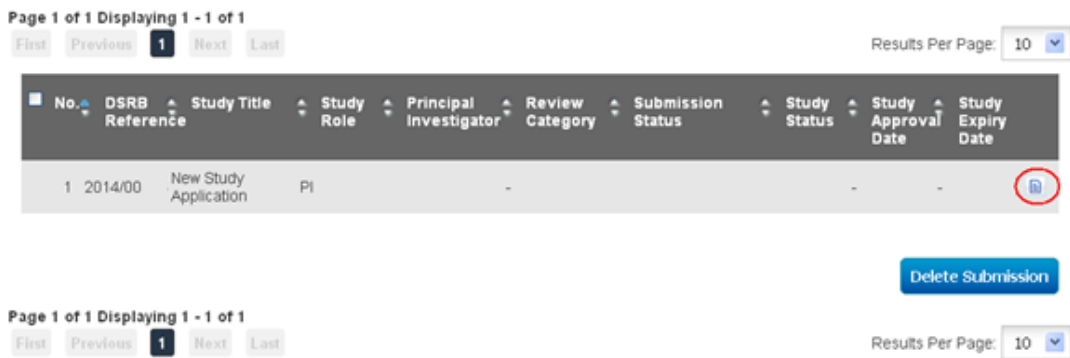 Page 1 of 1 Displaying 1 - 1 of 1
First Previous 1 Next Last Results Per Page: 10
No. DSRB Reference Study Title Study Role Principal Investigator Review Category Submission Status Study Status Study Approval Date Study Expiry Date
1 2014/00 New Study Application PI - - -
Delete Submission
Page 1 of 1 Displaying 1 - 1 of 1
First Previous 1 Next Last Results Per Page: 10